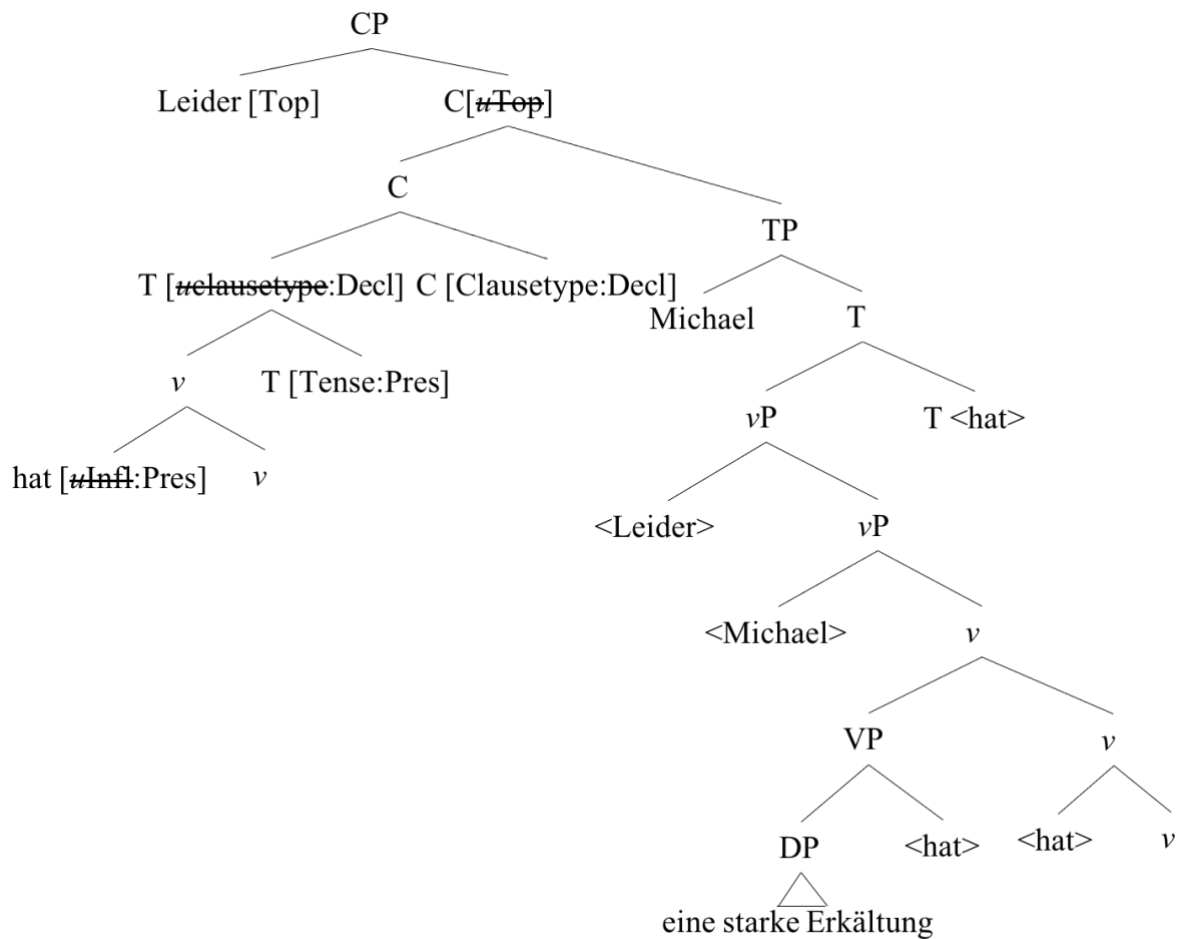 CP
Leider [Top] C[uTop]
C
TP
T [uclausetype:Decl] C [Clausetype:Decl]
Michael T
v T [Tense:Pres]
vP T <hat>
hat [uInfl:Pres] v
<Leider> vP
<Michael> v
VP v
DP <hat> <hat> v
eine starke Erkältung